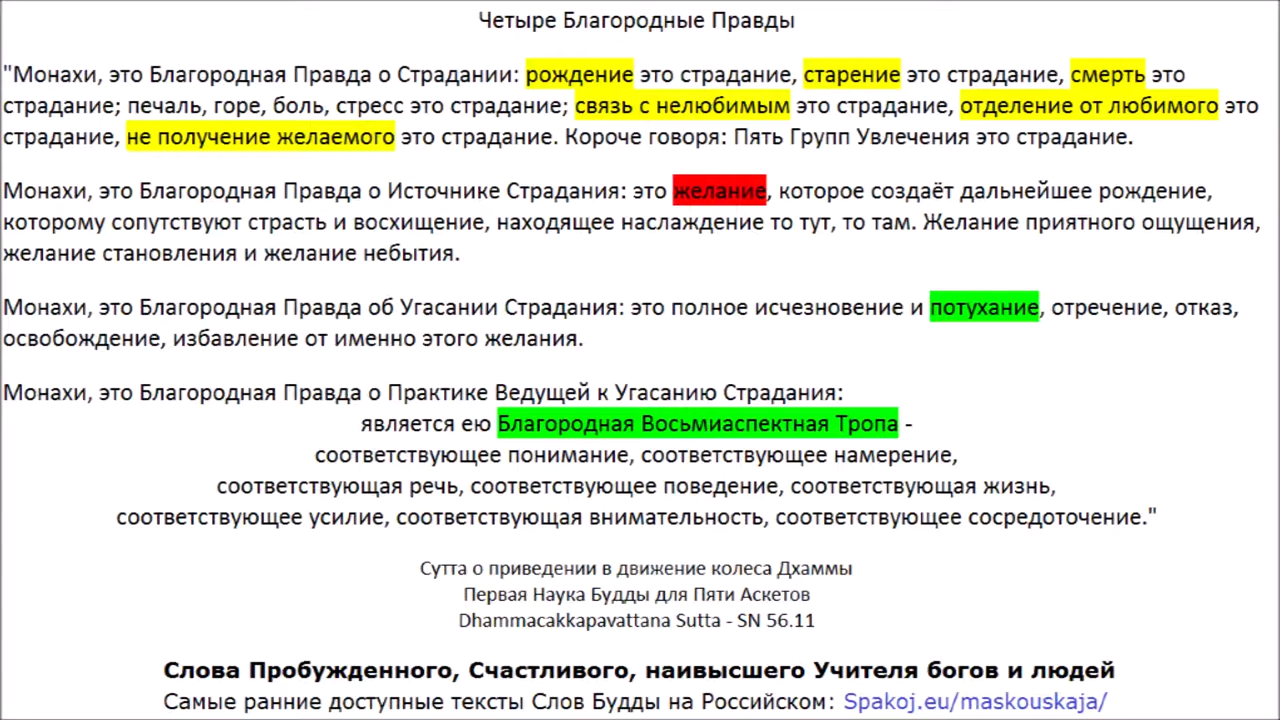 Четыре Благородные Правды
"Монахи, это Благородная Правда о Страдании: рождение это страдание, старение это страдание, смерть это
страдание; печаль, горе, боль, стресс это страдание; связь с нелюбимым это страдание, отделение от любимого это
страдание, не получение желаемого это страдание. Короче говоря: Пять Групп Увлечения это страдание.
Монахи, это Благородная Правда о Источнике Страдания: это желание, которое создаёт дальнейшее рождение,
которому сопутствуют страсть и восхищение, находящее наслаждение то тут, то там. Желание приятного ощущения,
желание становления и желание небытия.
Монахи, это Благородная Правда об Угасании Страдания: это полное исчезновение и потухание, отречение, отказ,
освобождение, избавление от именно этого желания.
Монахи, это Благородная Правда о Практике Ведущей к Угасанию Страдания:
является ею Благородная Восьмиаспектная Тропа -
соответствующее понимание, соответствующее намерение,
соответствующая речь, соответствующее поведение, соответствующая жизнь,
соответствующее усилие, соответствующая внимательность, соответствующее сосредоточение."
Сутта о приведении в движение колеса Дхаммы
Первая Наука Будды для Пяти Аскетов
Dhammacakkapavattana Sutta - SN 56.11
Слова Пробужденного, Счастливого, наивысшего Учителя богов и людей
Самые ранние доступные тексты Слов Будды на Российском: Spakoj.eu/maskouskaja/